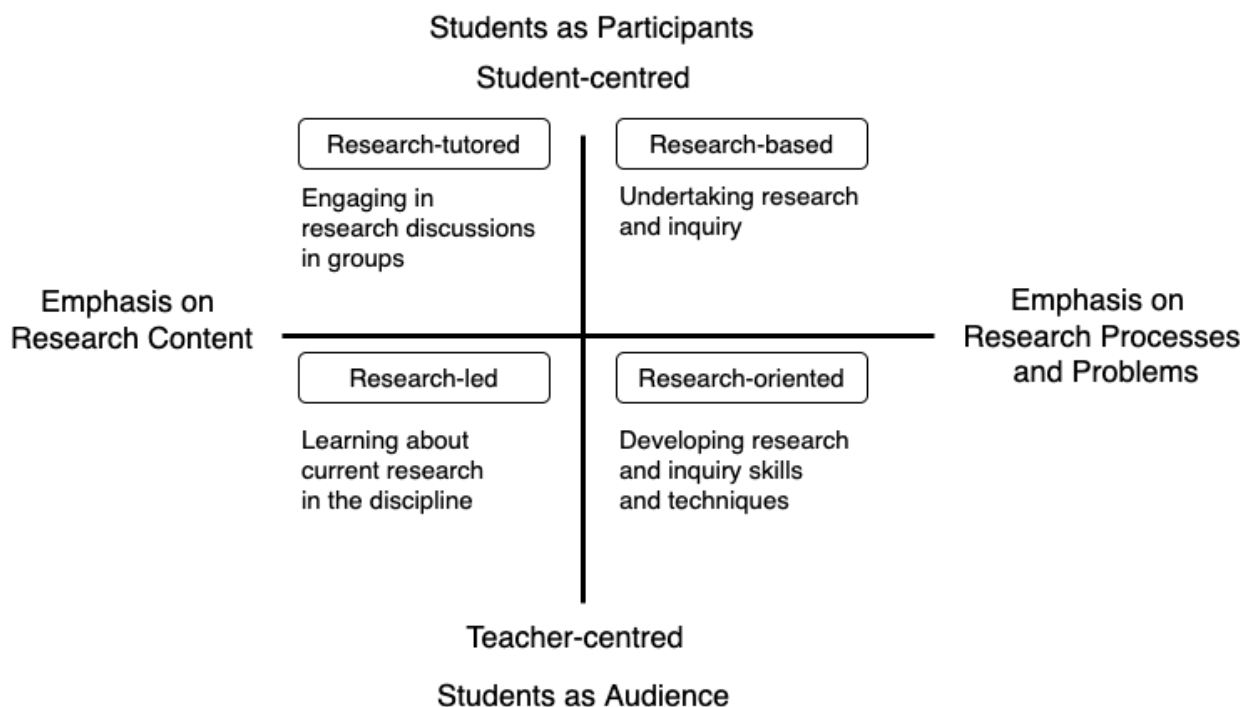 Students as Participants
Student-centred
Research-tutored
Engaging in
research discussions
in groups
Research-based
Undertaking research
and inquiry
Emphasis on
Research Content
Emphasis on
Research Processes
and Problems
Research-led
Learning about
current research
in the discipline
Research-oriented
Developing research
and inquiry skills
and techniques
Teacher-centred
Students as Audience